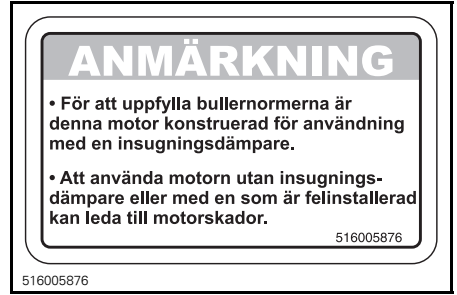 ANMÄRKNING
• För att uppfylla bullernormerna är
denna motor konstruerad för användning
med en insugningsdämpare.
• Att använda motorn utan insugnings-
dämpare eller med en som är felinstallerad
kan leda till motorskador.
516005876
516005876